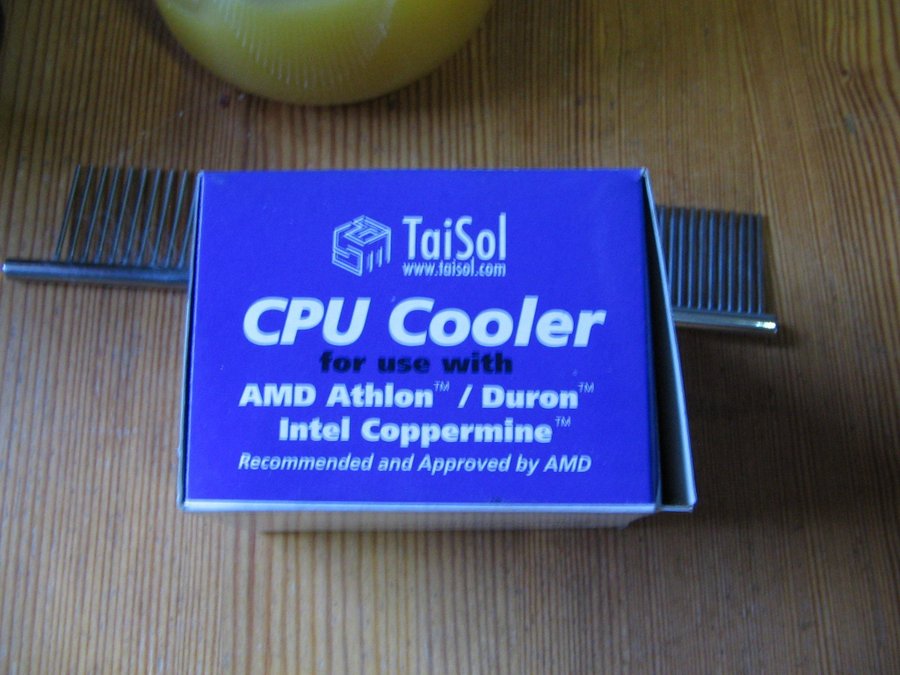 TaiSol
www.taisol.com
CPU Cooler
for use with
AMD Athlon™ / Duron™
Intel Coppermine™
Recommended and Approved by AMD